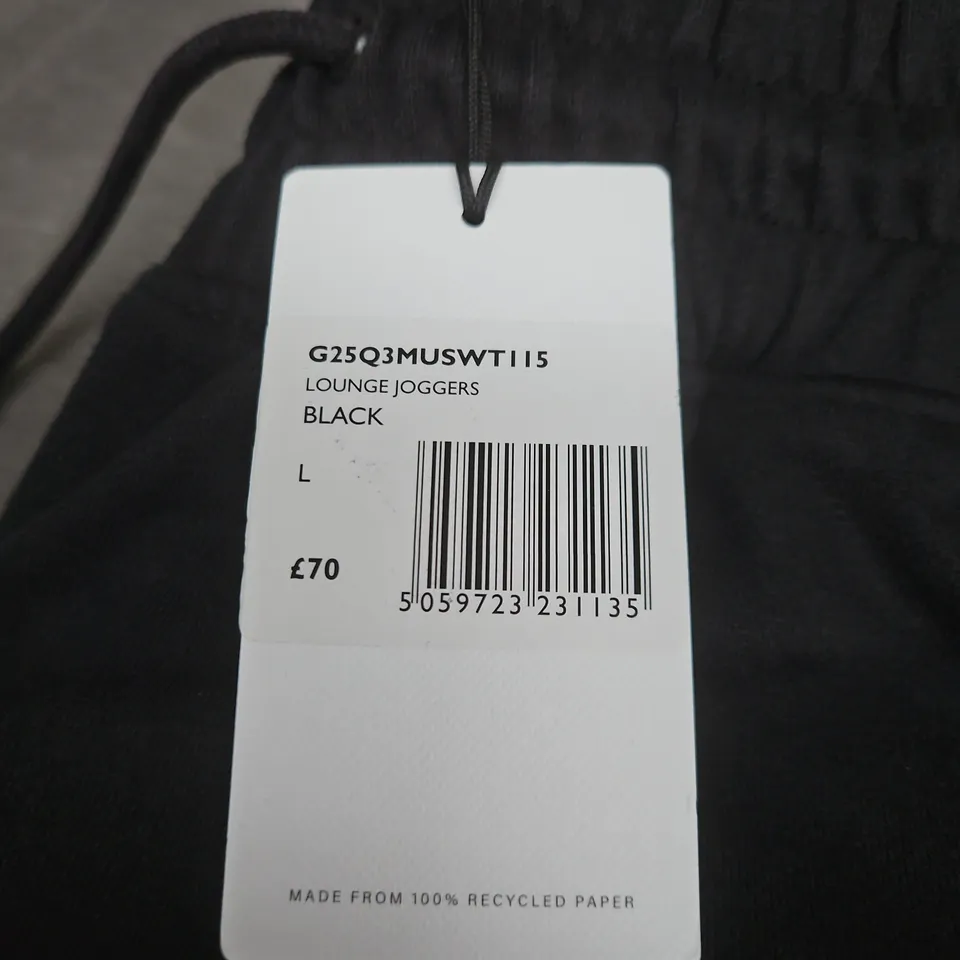 G25Q3MUSWT115
LOUNGE JOGGERS
BLACK
L
£70
5 059723 231135
MADE FROM 100% RECYCLED PAPER